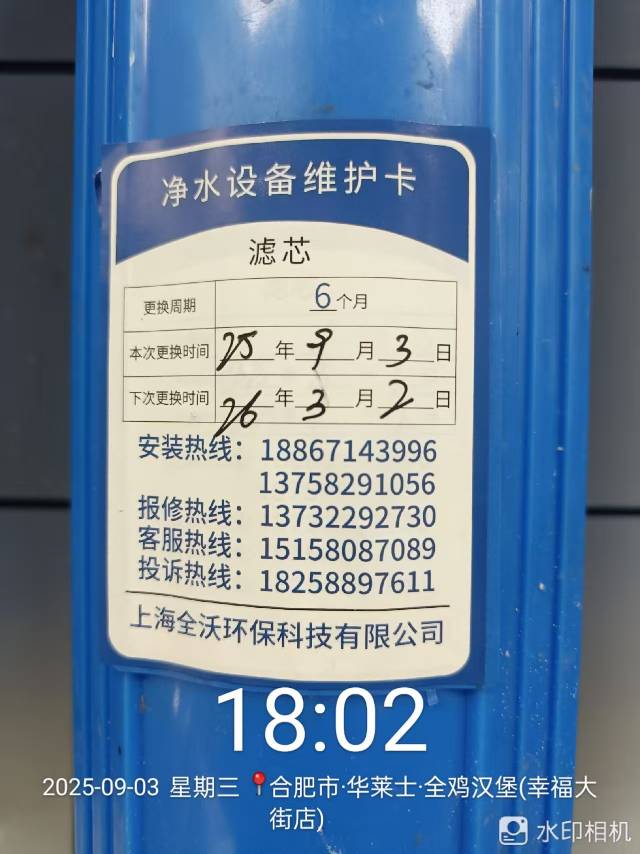 净水设备维护卡
滤芯
更换周期 6个月
本次更换时间 25年9月3日
下次更换时间 26年3月2日
安装热线：18867143996
13758291056
报修热线：13732292730
客服热线：15158087089
投诉热线：18258897611
上海全沃环保科技有限公司
18:02
2025-09-03 星期三 📍合肥市·华莱士·全鸡汉堡(幸福大
街店)
水印相机